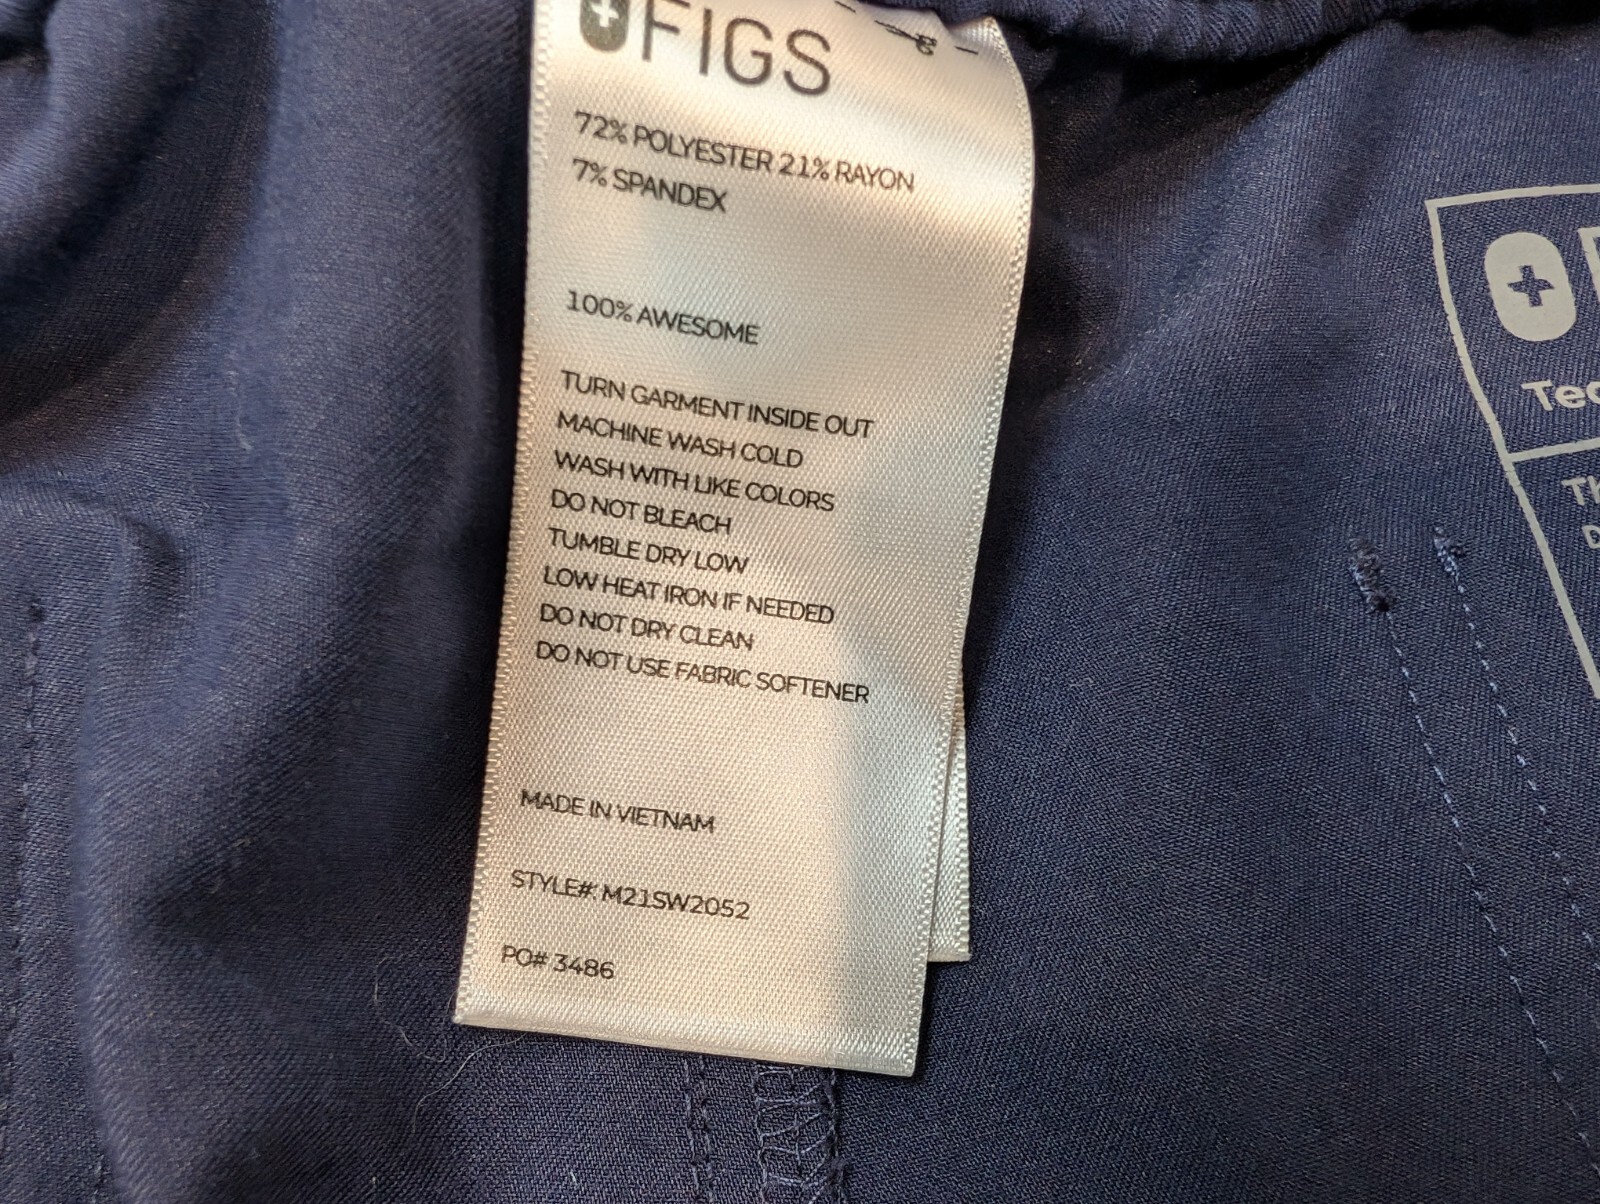 FIGS
72% POLYESTER 21% RAYON
7% SPANDEX
100% AWESOME
TURN GARMENT INSIDE OUT
MACHINE WASH COLD
WASH WITH LIKE COLORS
DO NOT BLEACH
TUMBLE DRY LOW
LOW HEAT IRON IF NEEDED
DO NOT DRY CLEAN
DO NOT USE FABRIC SOFTENER
MADE IN VIETNAM
STYLE#: M21SW2052
PO# 3486